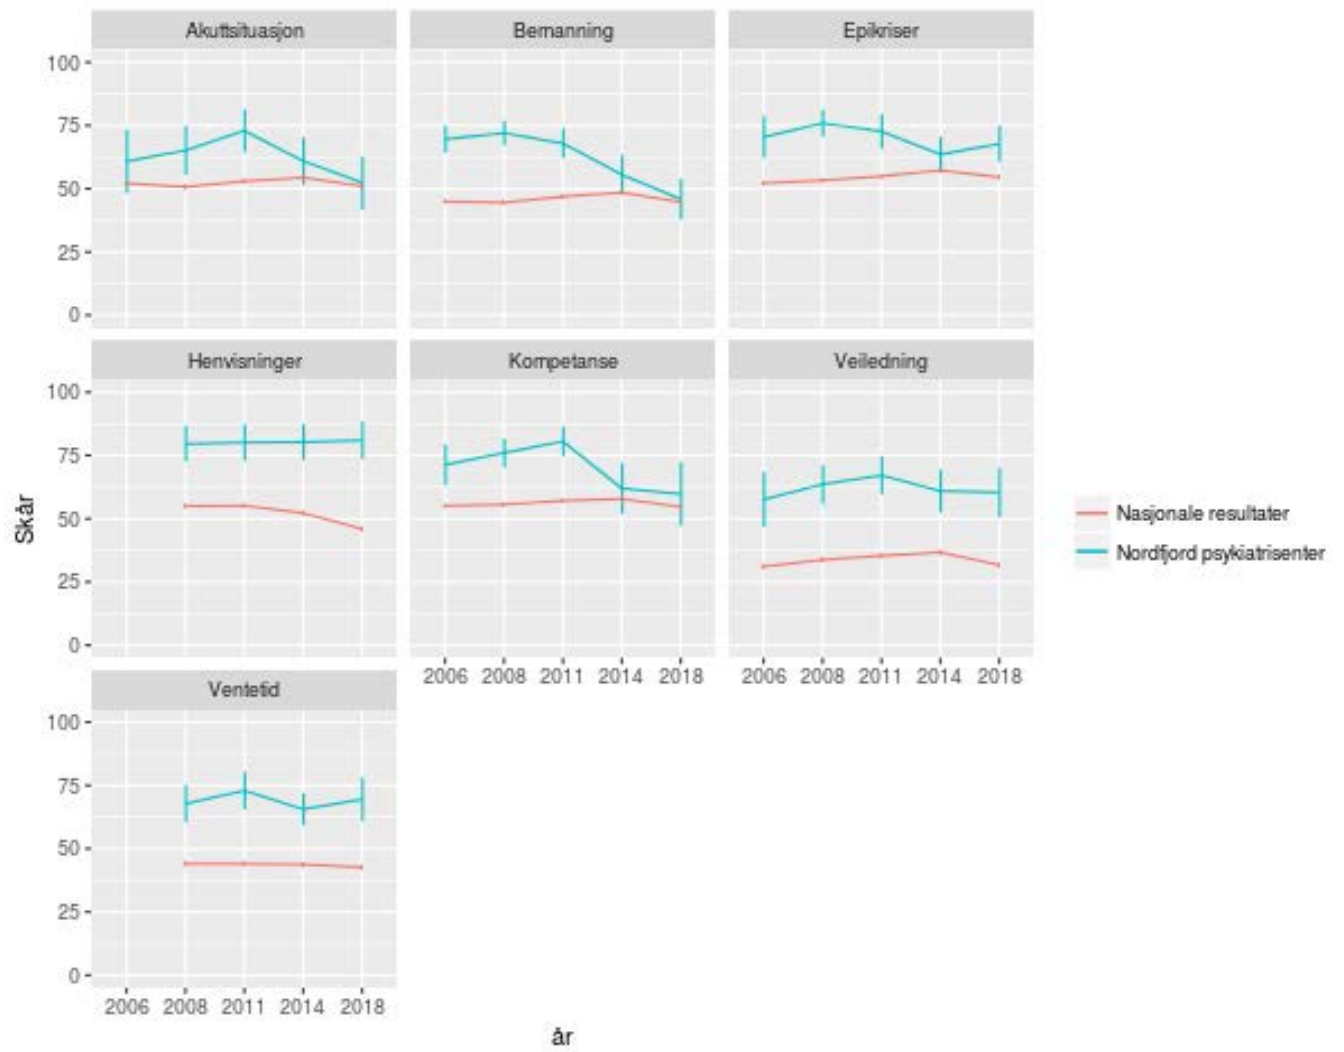 Akuttsituasjon Bemanning Epikriser
100
75
50
25
0
Henvisninger Kompetanse Veiledning
100
75
50
25
0
2006 2008 2011 2014 2018 2006 2008 2011 2014 2018
Ventetid
100
75
50
25
0
2006 2008 2011 2014 2018
år
Skår
Nasjonale resultater
Nordfjord psykiatrisenter